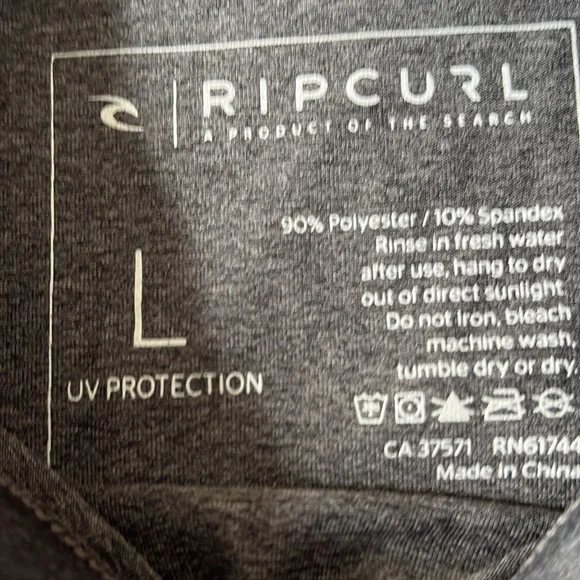 RIPCURL
A PRODUCT OF THE SEARCH
90% Polyester / 10% Spandex
Rinse in fresh water
after use, hang to dry
out of direct sunlight
Do not Iron, bleach
machine wash,
tumble dry or dry.
L
UV PROTECTION
CA 37571 RN61744
Made in China